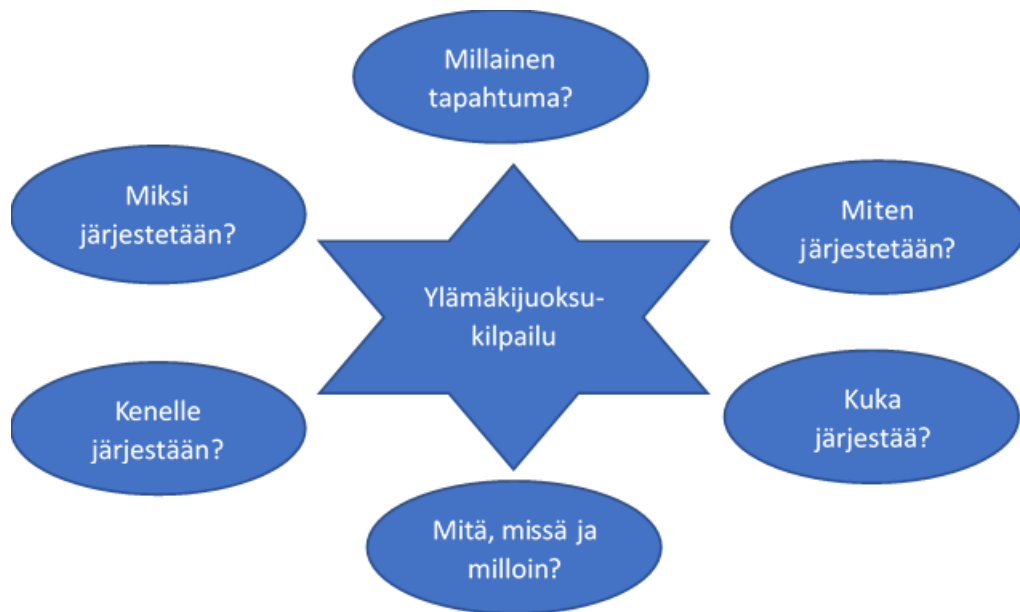 Millainen
tapahtuma?
Miksi
järjestetään?
Miten
järjestetään?
Ylämäkijuoksu-
kilpailu
Kenelle
järjestään?
Kuka
järjestää?
Mitä, missä ja
milloin?